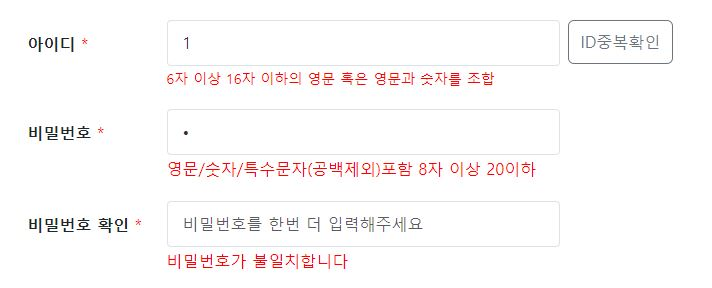 아이디 * 1 ID중복확인
6자 이상 16자 이하의 영문 혹은 영문과 숫자를 조합
비밀번호 * •
영문/숫자/특수문자(공백제외)포함 8자 이상 20이하
비밀번호 확인 * 비밀번호를 한번 더 입력해주세요
비밀번호가 불일치합니다